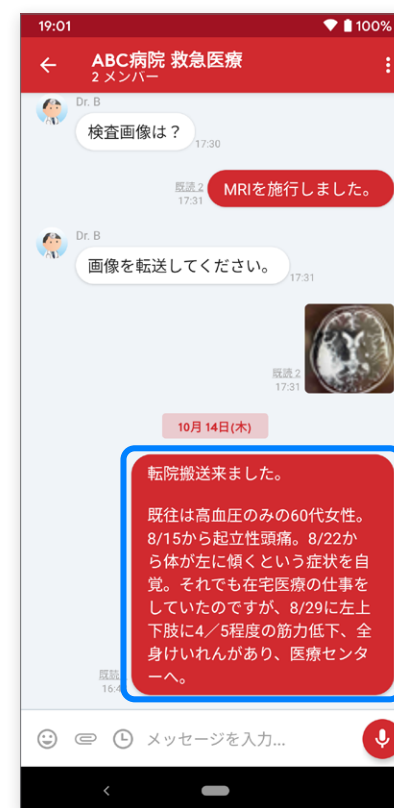 19:01
100%
ABC病院 救急医療
2 メンバー
Dr. B
検査画像は？
17:30
既読 2
17:31
MRIを施行しました。
Dr. B
画像を転送してください。
17:31
既読 2
17:31
10月 14日(木)
転院搬送来ました。
既往は高血圧のみの60代女性。
8/15から起立性頭痛。8/22か
ら体が左に傾くという症状を自
覚。それでも在宅医療の仕事を
していたのですが、8/29に左上
下肢に4／5程度の筋力低下、全
身けいれんがあり、医療センタ
ーへ。
既読
メッセージを入力...